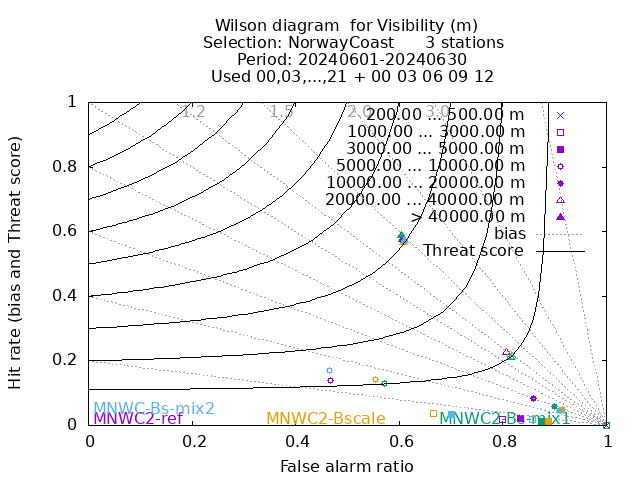 Wilson diagram for Visibility (m)
Selection: NorwayCoast 3 stations
Period: 20240601-20240630
Used 00,03,...,21 + 00 03 06 09 12
1.2 1.5 2.0 3.0
200.00 ... 500.00 m
1000.00 ... 3000.00 m
3000.00 ... 5000.00 m
5000.00 ... 10000.00 m
10000.00 ... 20000.00 m
20000.00 ... 40000.00 m
> 40000.00 m
bias
Threat score
Hit rate (bias and Threat score)
1
0.8
0.6
0.4
0.2
0
MNWC-Bs-mix2
MNWC2-ref
MNWC2-Bscale
MNWC2-Bs-mix1
0 0.2 0.4 0.6 0.8 1
False alarm ratio